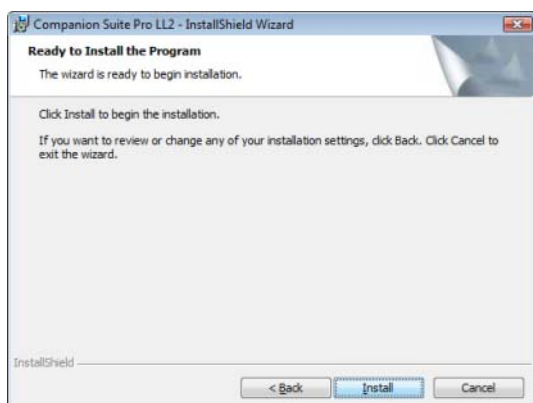 Companion Suite Pro LL2 - InstallShield Wizard
Ready to Install the Program
The wizard is ready to begin installation.
Click Install to begin the installation.
If you want to review or change any of your installation settings, click Back. Click Cancel to
exit the wizard.
InstallShield
< Back
Install
Cancel